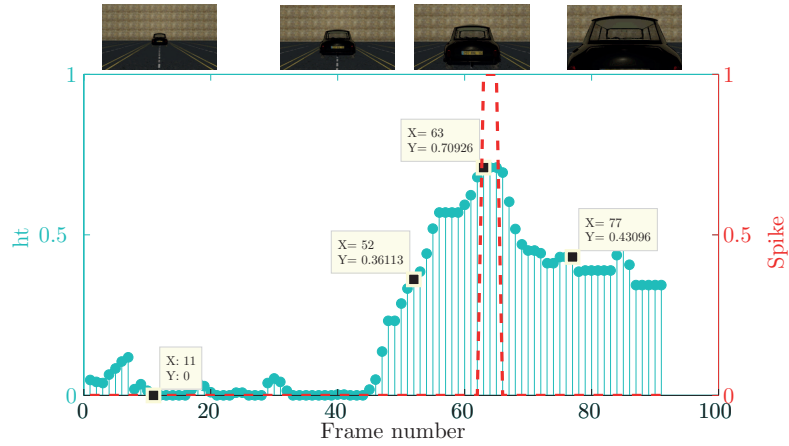 1
1
X= 63
Y= 0.70926
ht
0.5
X= 52
Y= 0.36113
X= 77
Y= 0.43096
0.5
Spike
X: 11
Y: 0
0
0
0
20
40
60
80
100
Frame number